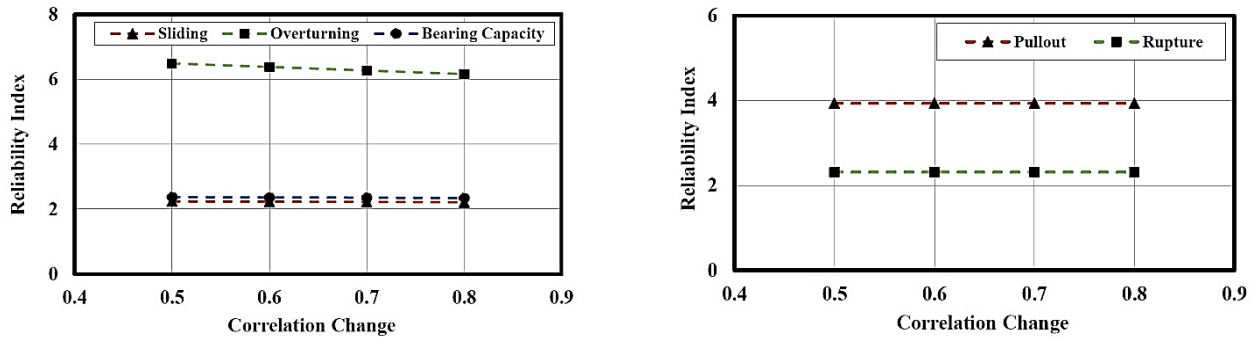 Sliding Overturning Bearing Capacity
8
6
4
2
0
0.4 0.5 0.6 0.7 0.8 0.9
Reliability Index
Correlation Change
Pullout Rupture
6
4
2
0
0.4 0.5 0.6 0.7 0.8 0.9
Reliability Index
Correlation Change